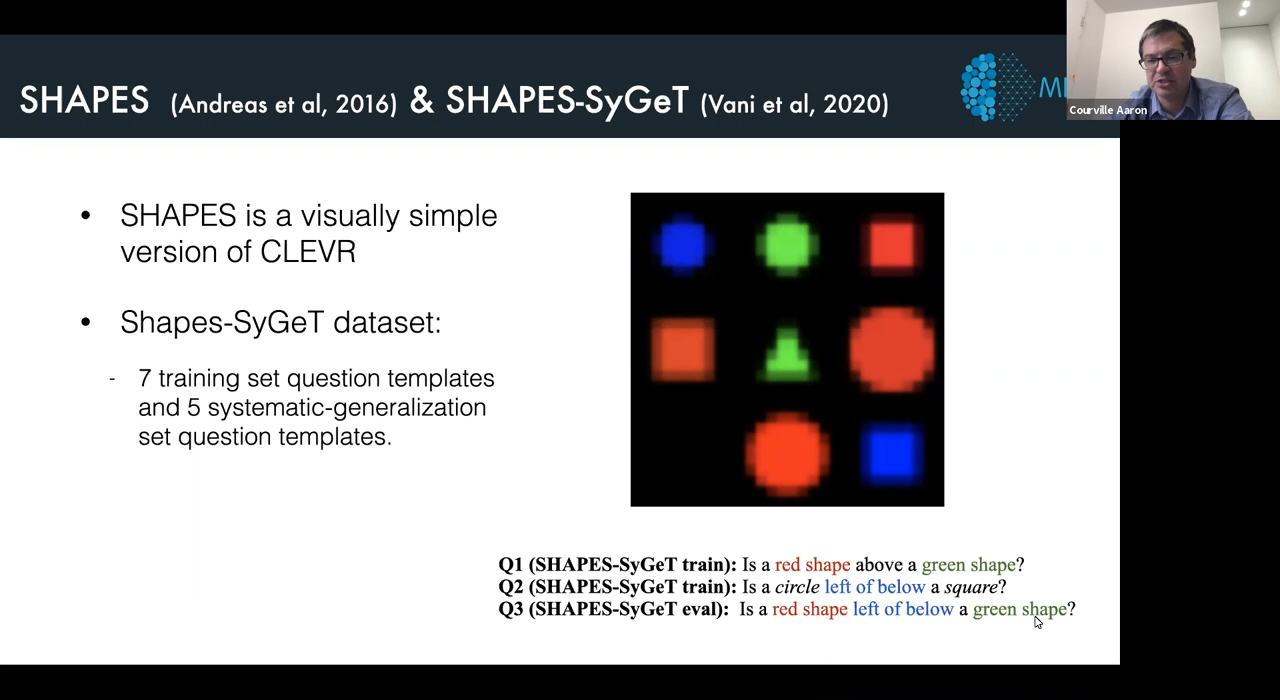 SHAPES (Andreas et al, 2016) & SHAPES-SyGeT (Vani et al, 2020)
Courville Aaron
• SHAPES is a visually simple
version of CLEVR
• Shapes-SyGeT dataset:
- 7 training set question templates
and 5 systematic-generalization
set question templates.
Q1 (SHAPES-SyGeT train): Is a red shape above a green shape?
Q2 (SHAPES-SyGeT train): Is a circle left of below a square?
Q3 (SHAPES-SyGeT eval): Is a red shape left of below a green shape?